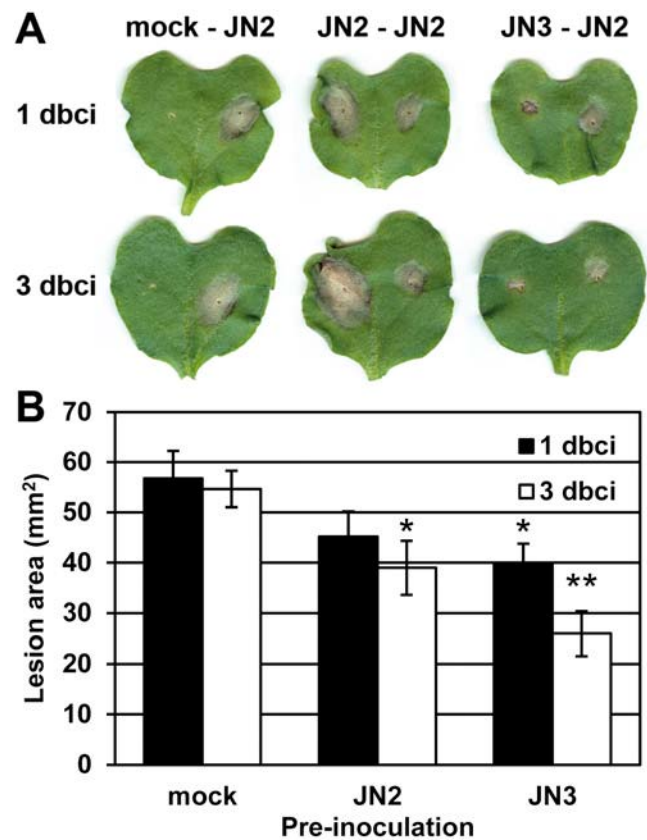 A
mock - JN2 JN2 - JN2 JN3 - JN2
1 dbci
3 dbci
B
70
60
50
40
30
20
10
0
Lesion area (mm²)
1 dbci
3 dbci
* * **
mock JN2 JN3
Pre-inoculation